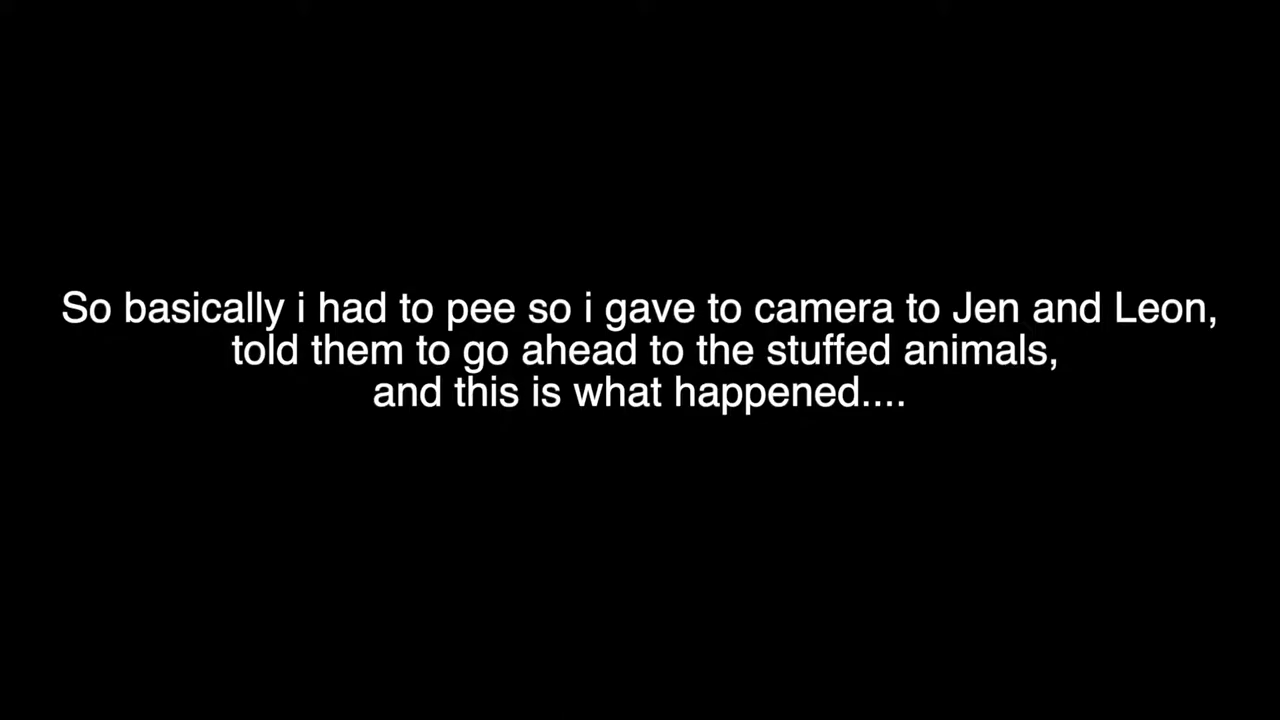 So basically i had to pee so i gave to camera to Jen and Leon,
told them to go ahead to the stuffed animals,
and this is what happened....